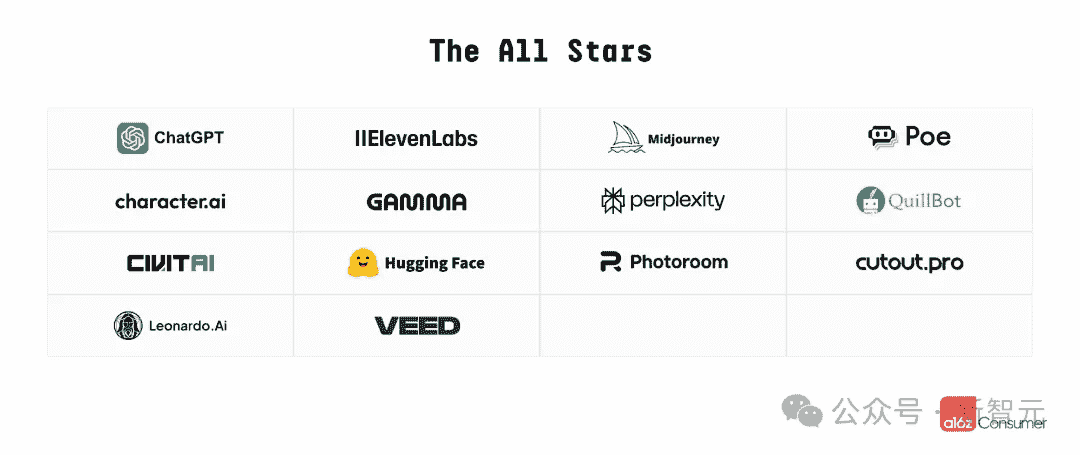 The All Stars
ChatGPT
IIElevenLabs
Midjourney
Poe
character.ai
GAMMA
perplexity
QuillBot
CIVITAI
Hugging Face
Photoroom
cutout.pro
Leonardo.Ai
VEED
公众号 · 新智元
a16z Consumer